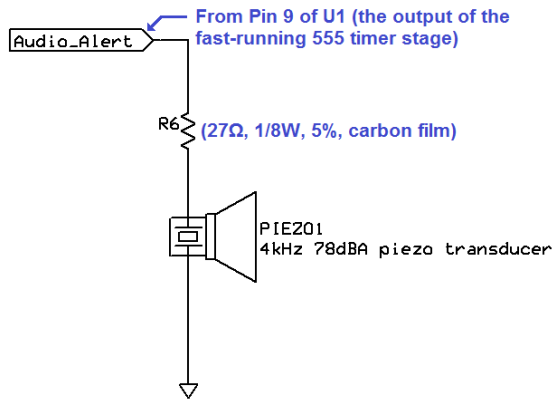 From Pin 9 of U1 (the output of the
fast-running 555 timer stage)
Audio_Alert
R6
(27Ω, 1/8W, 5%, carbon film)
PIEZO1
4kHz 78dBA piezo transducer